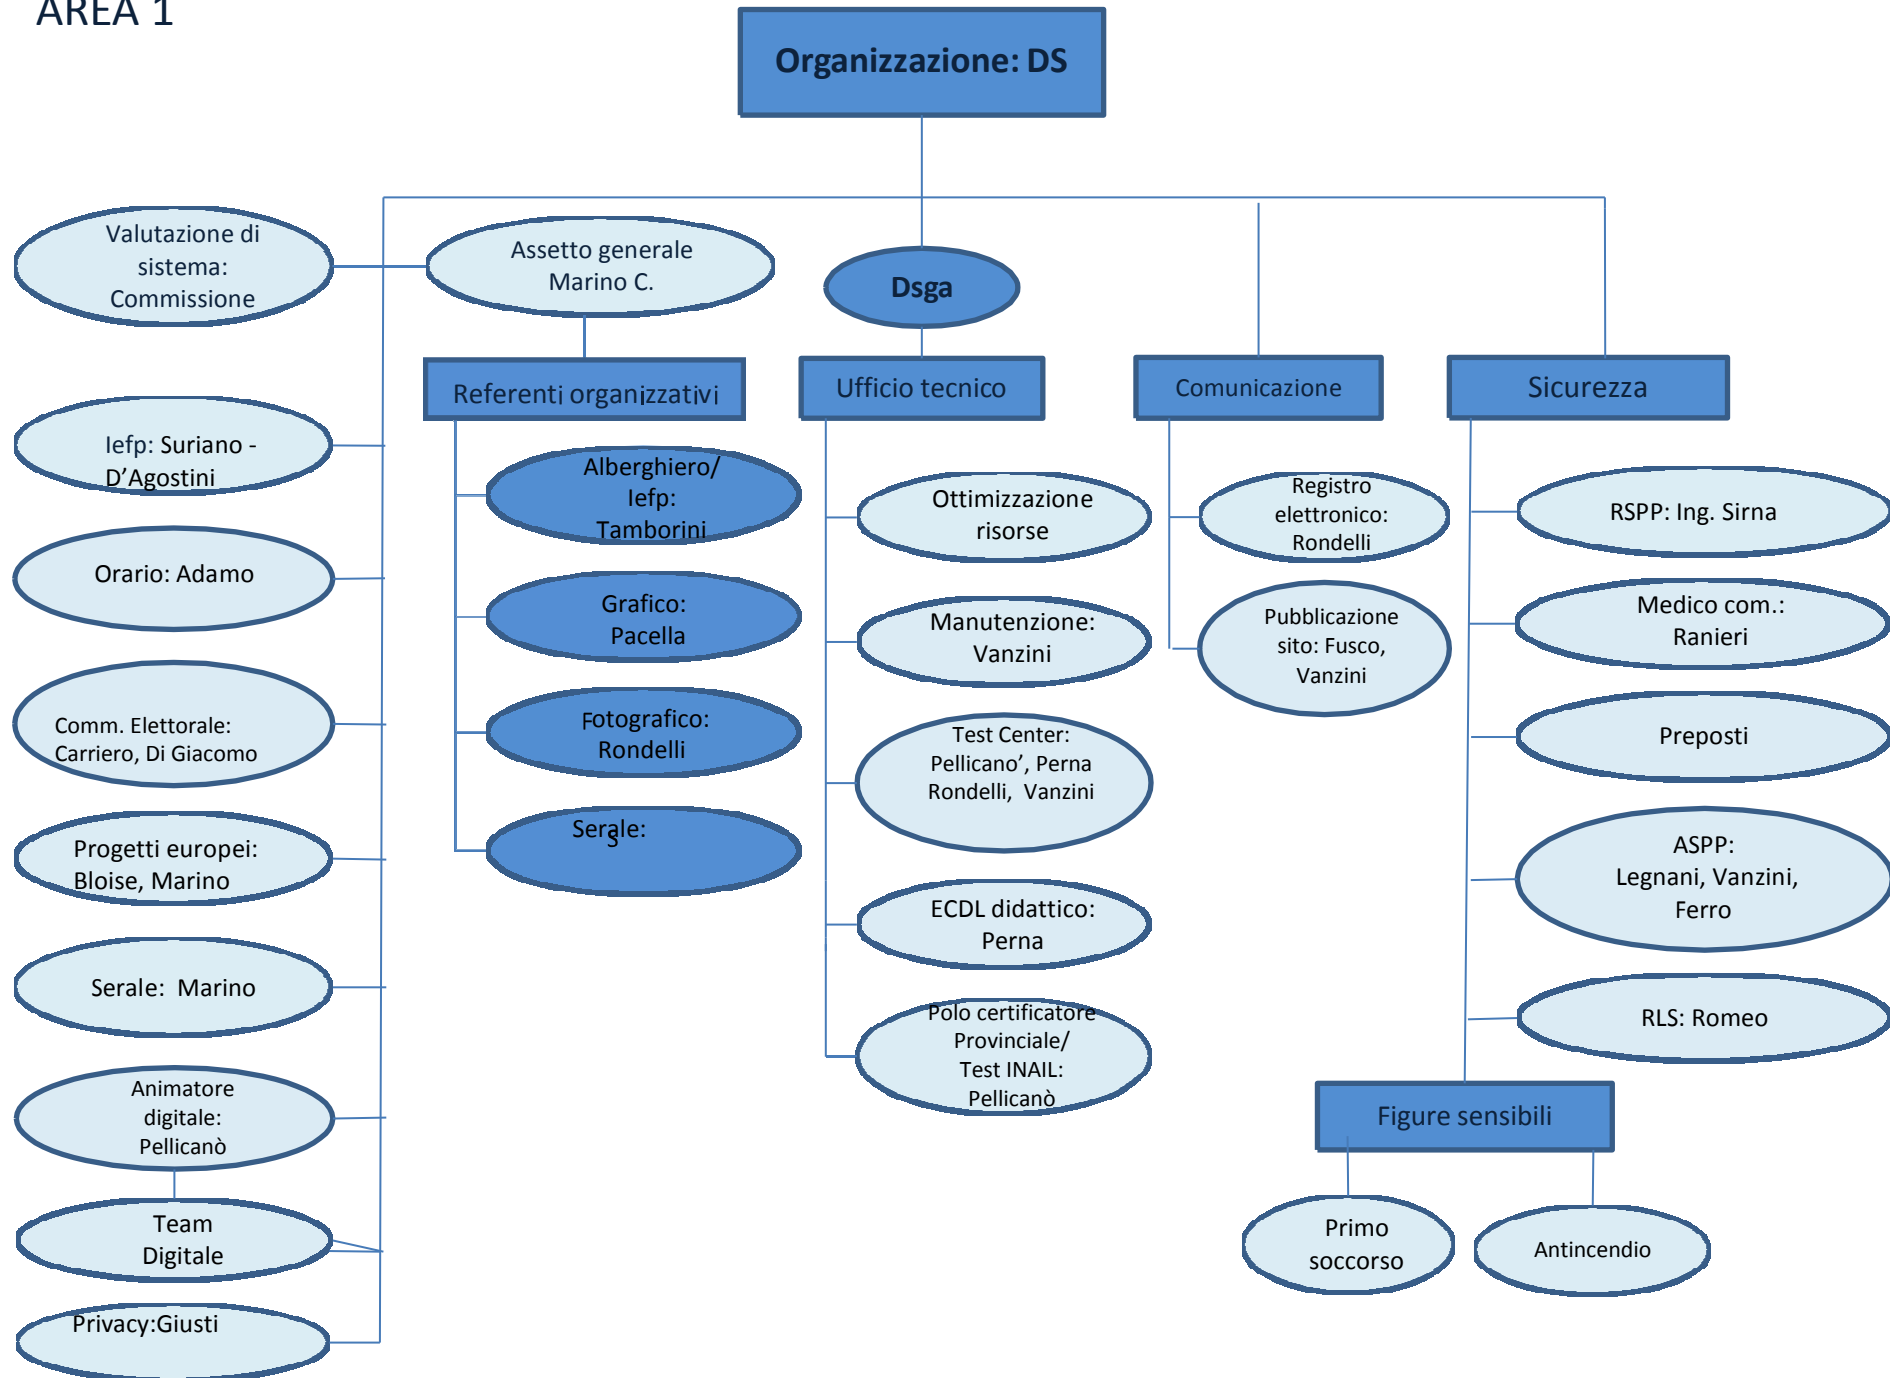 AREA 1
Organizzazione: DS
Valutazione di
sistema:
Commissione
Assetto generale
Marino C.
Dsga
Referenti organizzativi
Ufficio tecnico
Comunicazione
Sicurezza
Iefp: Suriano -
D’Agostini
Orario: Adamo
Comm. Elettorale:
Carriero, Di Giacomo
Progetti europei:
Bloise, Marino
Serale: Marino
Animatore
digitale:
Pellicanò
Team
Digitale
Privacy:Giusti
Alberghiero/
Iefp:
Tamborini
Grafico:
Pacella
Fotografico:
Rondelli
Serale:
S
Ottimizzazione
risorse
Manutenzione:
Vanzini
Test Center:
Pellicano’, Perna
Rondelli, Vanzini
ECDL didattico:
Perna
Polo certificatore
Provinciale/
Test INAIL:
Pellicanò
Registro
elettronico:
Rondelli
Pubblicazione
sito: Fusco,
Vanzini
RSPP: Ing. Sirna
Medico com.:
Ranieri
Preposti
ASPP:
Legnani, Vanzini,
Ferro
RLS: Romeo
Figure sensibili
Primo
soccorso
Antincendio